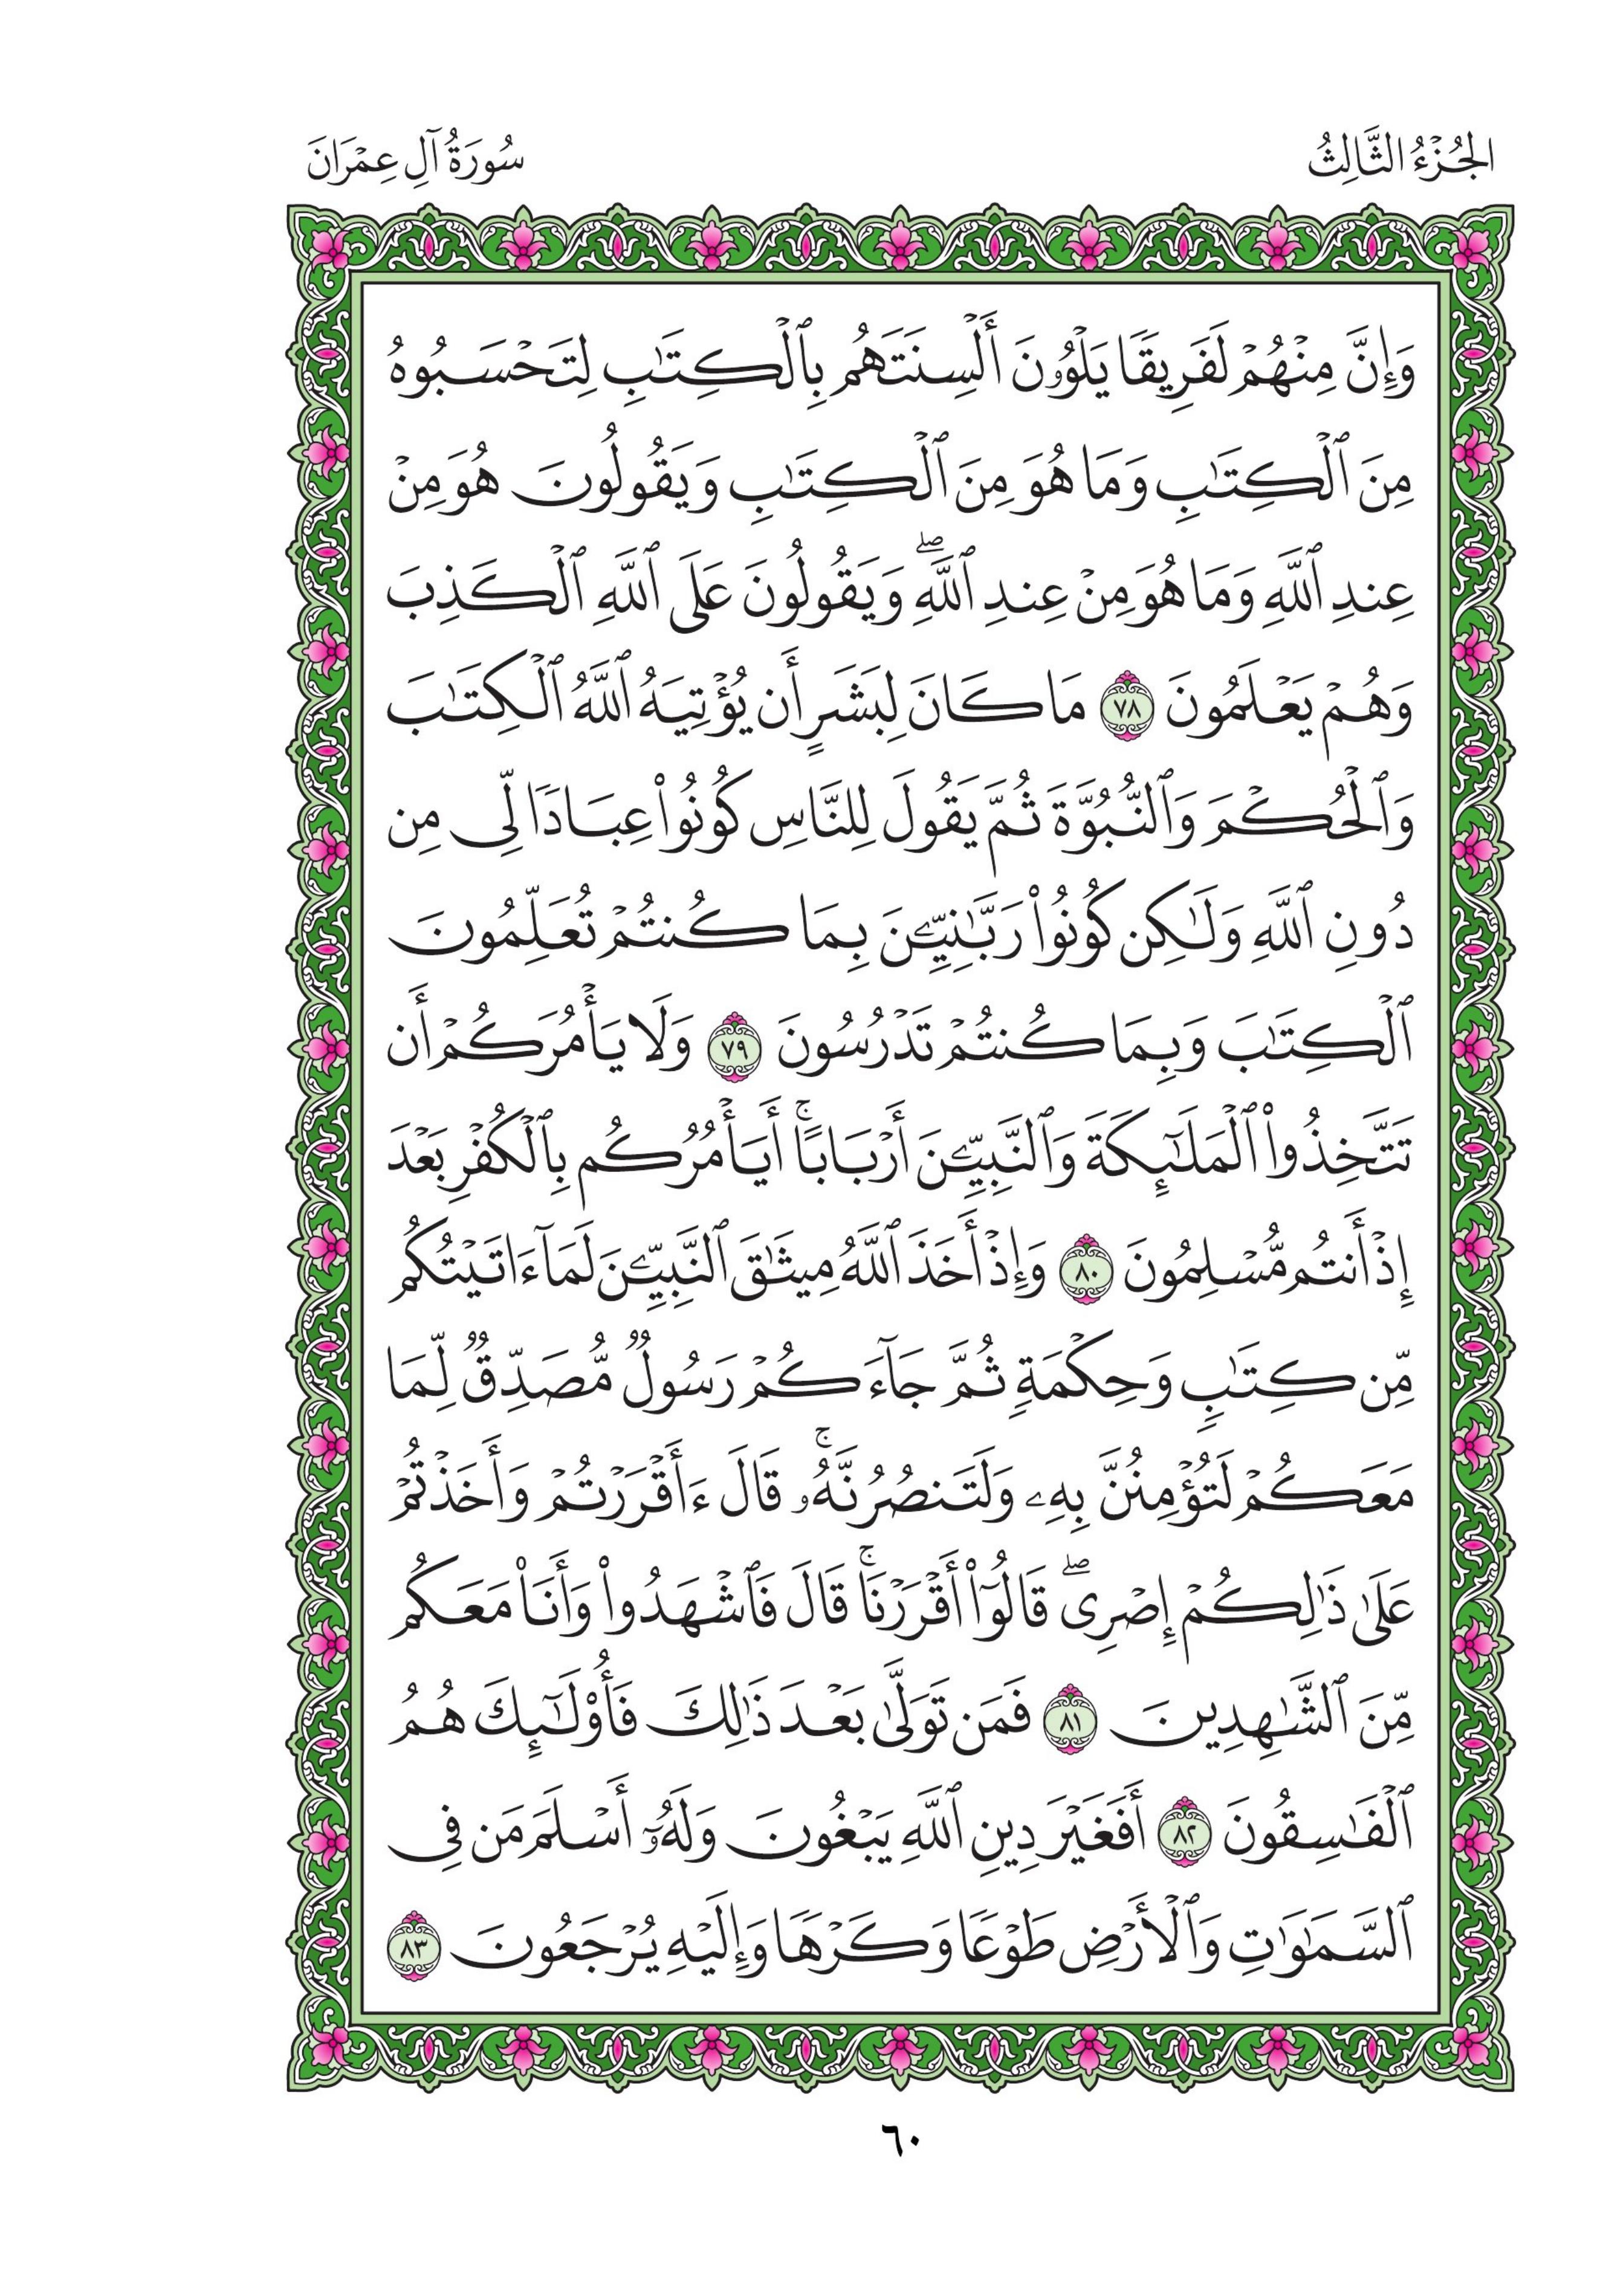 الجُزْءُ الثَّالِثُ
سُورَةُ آلِ عِمْرَانَ
وَإِنَّ مِنْهُمْ لَفَرِيقًا يَلْوُۥنَ أَلْسِنَتَهُم بِٱلْكِتَٰبِ لِتَحْسَبُوهُ
مِنَ ٱلْكِتَٰبِ وَمَا هُوَ مِنَ ٱلْكِتَٰبِ وَيَقُولُونَ هُوَ مِنْ
عِندِ ٱللَّهِ وَمَا هُوَ مِنْ عِندِ ٱللَّهِۖ وَيَقُولُونَ عَلَى ٱللَّهِ ٱلْكَذِبَ
وَهُمْ يَعْلَمُونَ ٧٨ مَا كَانَ لِبَشَرٍ أَن يُؤْتِيَهُ ٱللَّهُ ٱلْكِتَٰبَ
وَٱلْحُكْمَ وَٱلنُّبُوَّةَ ثُمَّ يَقُولَ لِلنَّاسِ كُونُوا۟ عِبَادًا لِّى مِن
دُونِ ٱللَّهِ وَلَٰكِن كُونُوا۟ رَبَّٰنِيِّۦنَ بِمَا كُنتُمْ تُعَلِّمُونَ
ٱلْكِتَٰبَ وَبِمَا كُنتُمْ تَدْرُسُونَ ٧٩ وَلَا يَأْمُرَكُمْ أَن
تَتَّخِذُوا۟ ٱلْمَلَٰٓئِكَةَ وَٱلنَّبِيِّۦنَ أَرْبَابًاۚ أَيَأْمُرُكُم بِٱلْكُفْرِ بَعْدَ
إِذْ أَنتُم مُّسْلِمُونَ ٨٠ وَإِذْ أَخَذَ ٱللَّهُ مِيثَٰقَ ٱلنَّبِيِّۦنَ لَمَآ ءَاتَيْتُكُم
مِّن كِتَٰبٍ وَحِكْمَةٍ ثُمَّ جَآءَكُمْ رَسُولٌ مُّصَدِّقٌ لِّمَا
مَعَكُمْ لَتُؤْمِنُنَّ بِهِۦ وَلَتَنصُرُنَّهُۥۚ قَالَ ءَأَقْرَرْتُمْ وَأَخَذْتُمْ
عَلَىٰ ذَٰلِكُمْ إِصْرِىۖ قَالُوٓا۟ أَقْرَرْنَاۚ قَالَ فَٱشْهَدُوا۟ وَأَنَا۠ مَعَكُم
مِّنَ ٱلشَّٰهِدِينَ ٨١ فَمَن تَوَلَّىٰ بَعْدَ ذَٰلِكَ فَأُو۟لَٰٓئِكَ هُمُ
ٱلْفَٰسِقُونَ ٨٢ أَفَغَيْرَ دِينِ ٱللَّهِ يَبْغُونَ وَلَهُۥٓ أَسْلَمَ مَن فِى
ٱلسَّمَٰوَٰتِ وَٱلْأَرْضِ طَوْعًا وَكَرْهًا وَإِلَيْهِ يُرْجَعُونَ ٨٣
٦٠